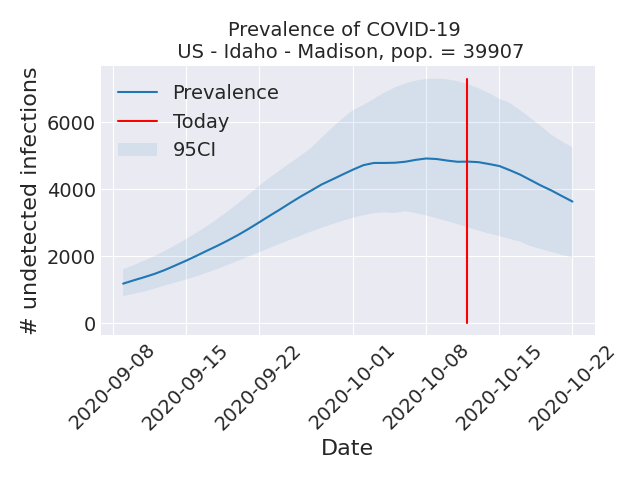 Prevalence of COVID-19
US - Idaho - Madison, pop. = 39907
# undetected infections
6000
4000
2000
0
Prevalence
Today
95CI
2020-09-08
2020-09-15
2020-09-22
2020-10-01
2020-10-08
2020-10-15
2020-10-22
Date